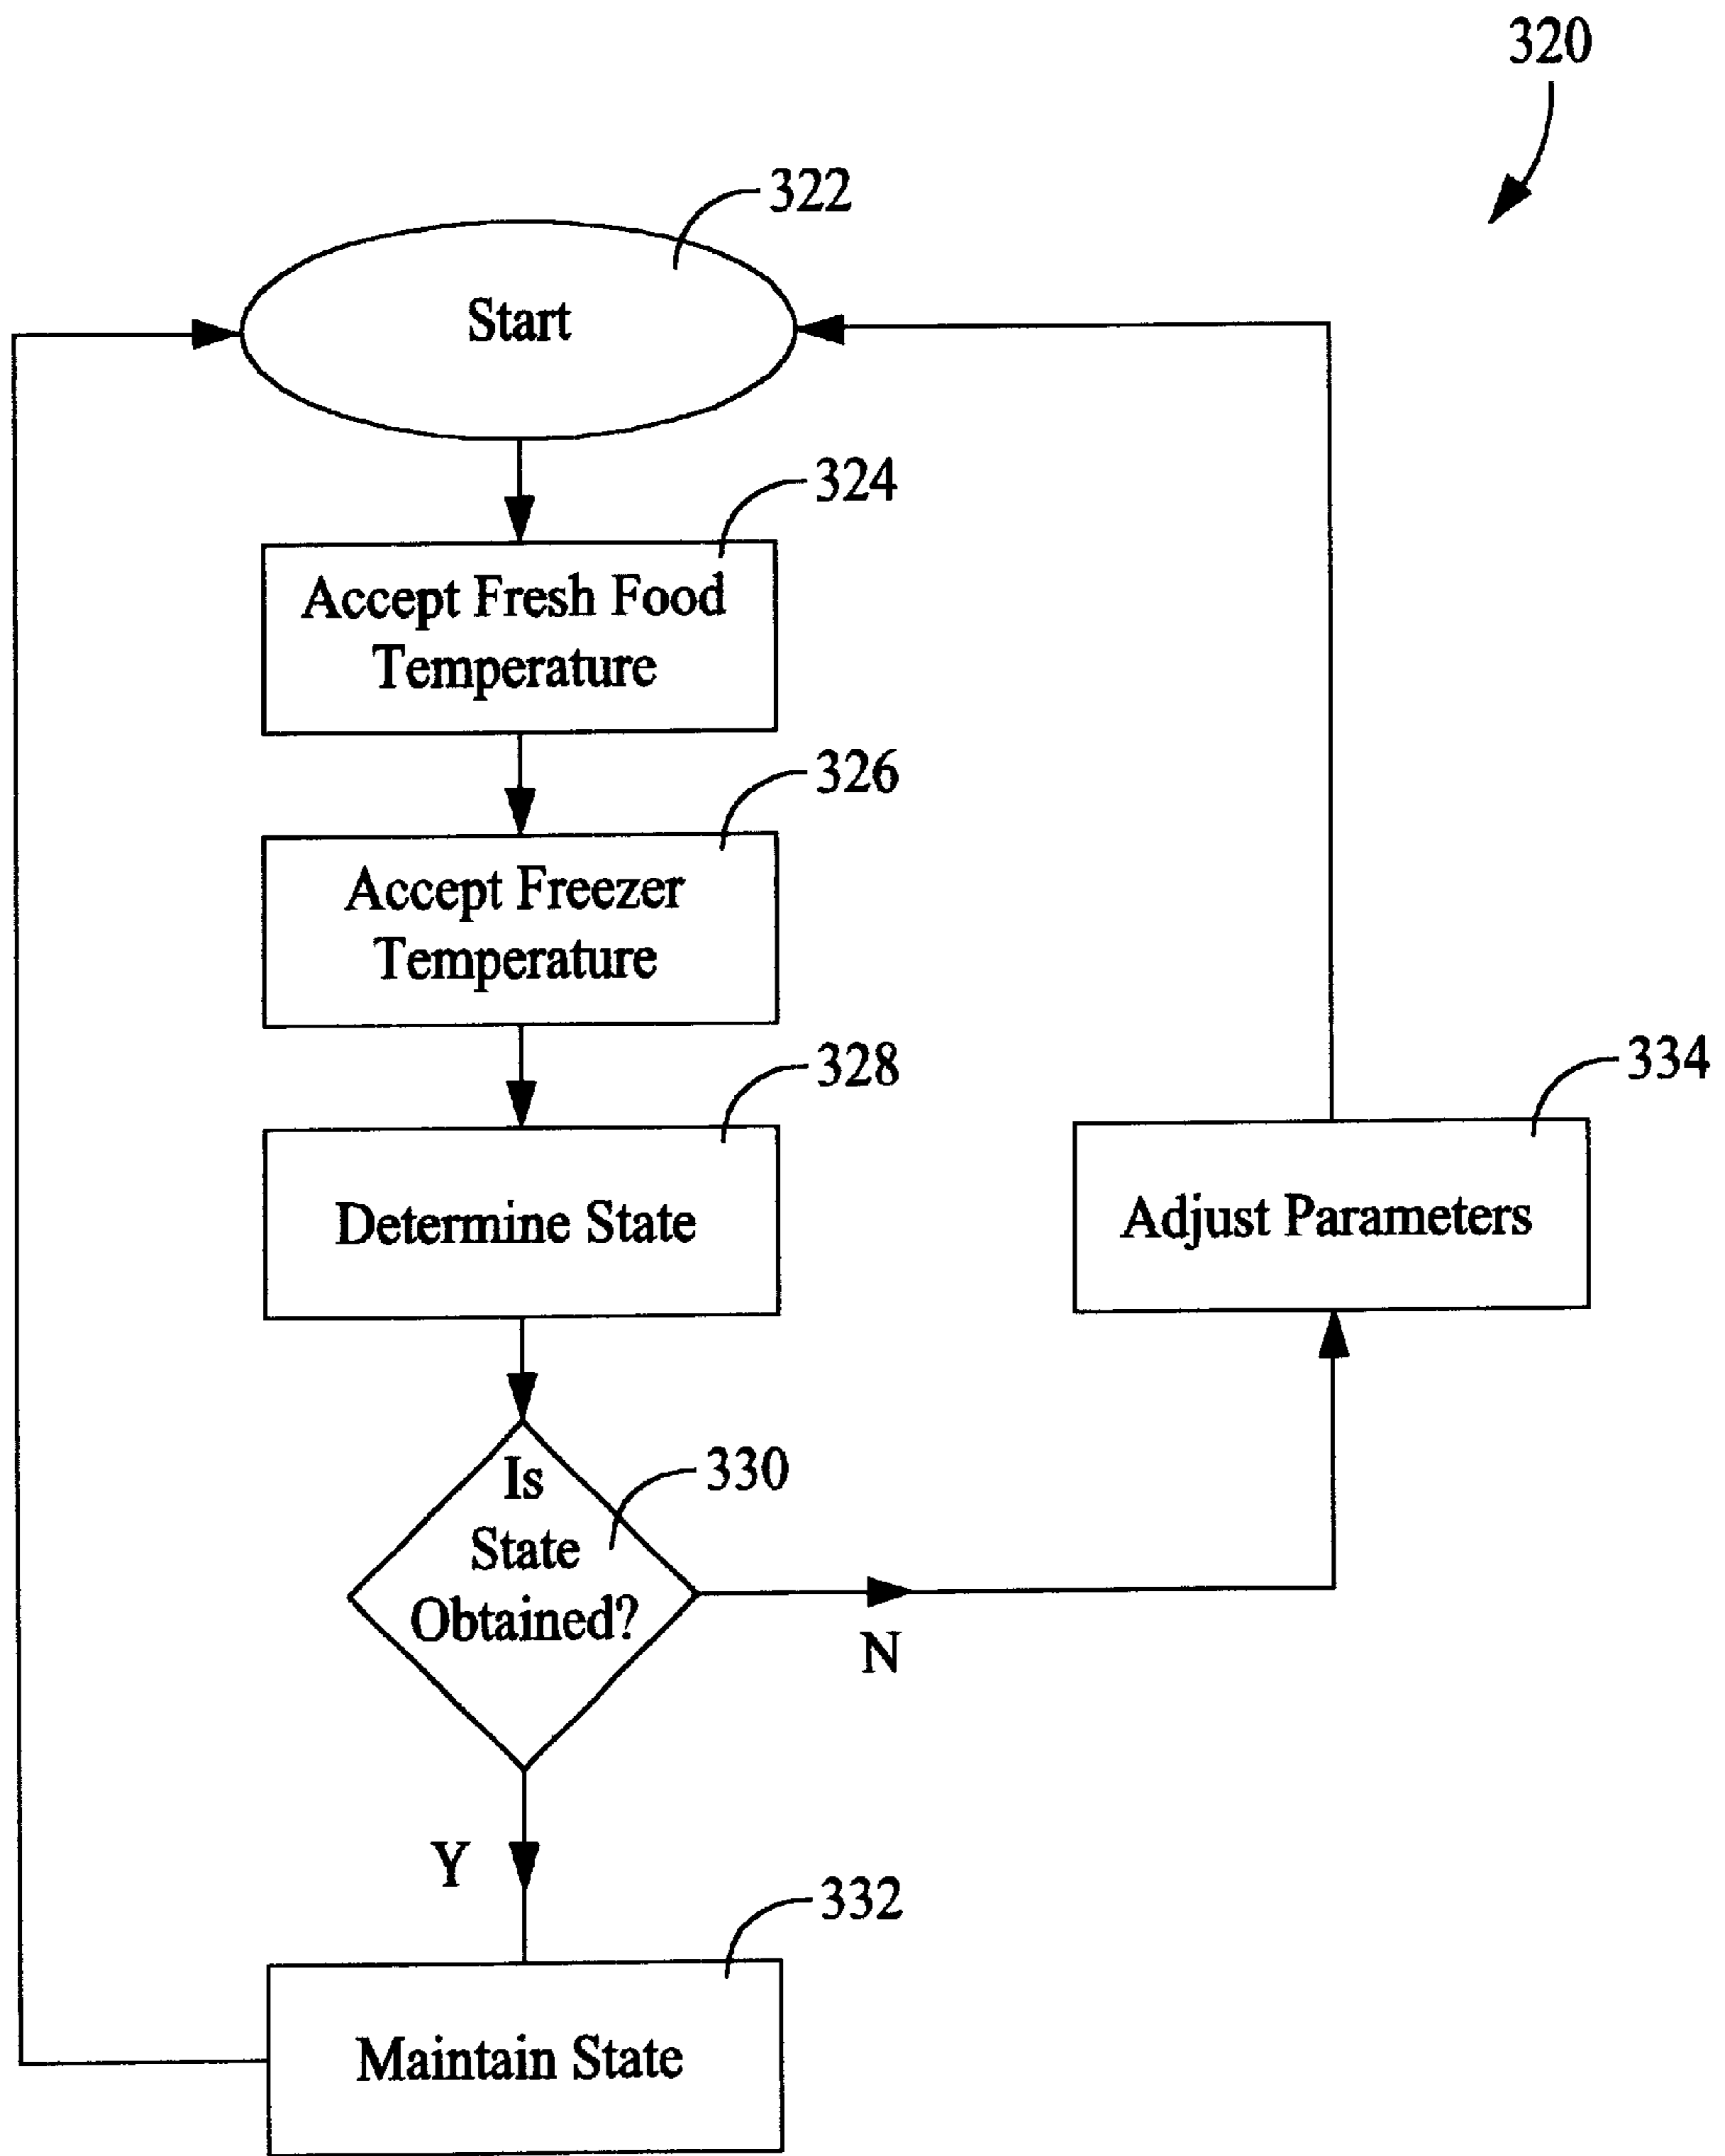 320
322
Start
324
Accept Fresh Food
Temperature
326
Accept Freezer
Temperature
328
Determine State
334
Adjust Parameters
330
Is
State
Obtained?
N
Y
332
Maintain State